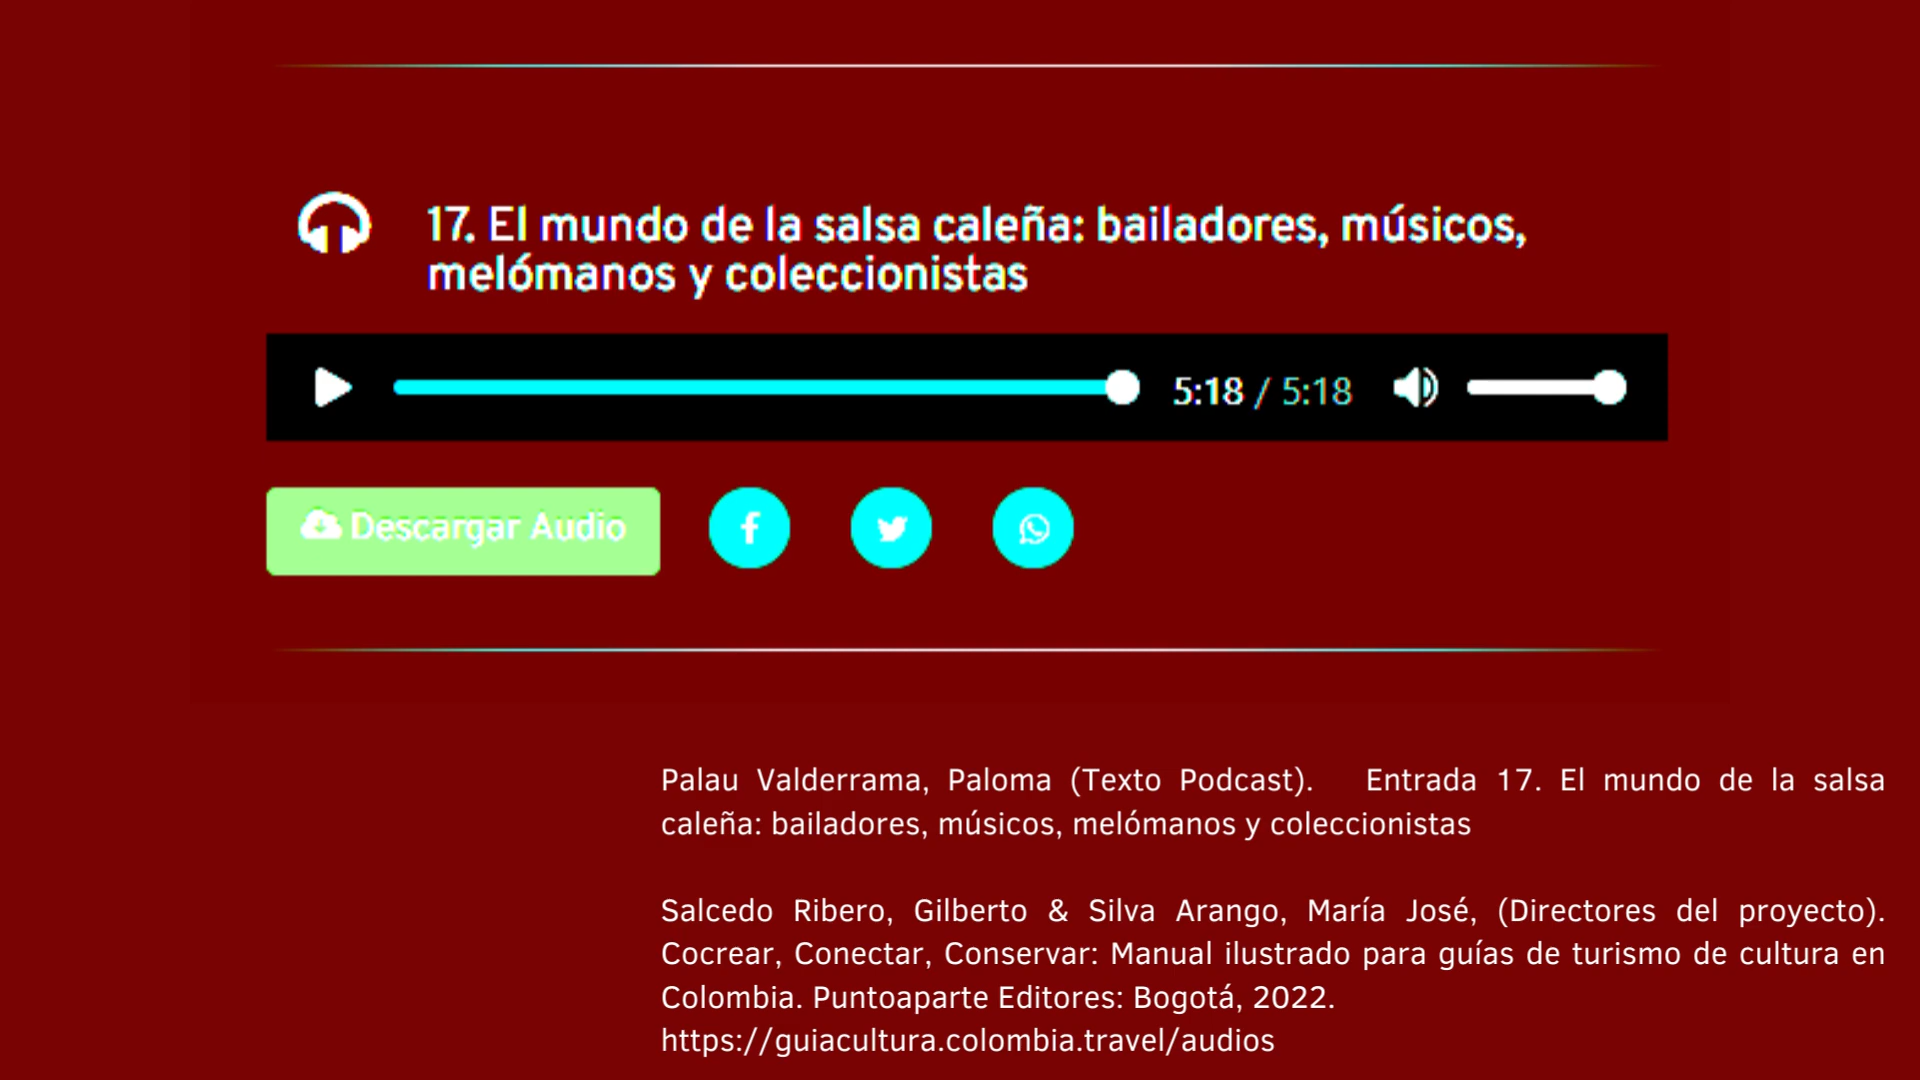 17. El mundo de la salsa caleña: bailadores, músicos,
melómanos y coleccionistas
5:18 / 5:18
Descargar Audio
Palau Valderrama, Paloma (Texto Podcast). Entrada 17. El mundo de la salsa
caleña: bailadores, músicos, melómanos y coleccionistas
Salcedo Ribero, Gilberto & Silva Arango, María José, (Directores del proyecto).
Cocrear, Conectar, Conservar: Manual ilustrado para guías de turismo de cultura en
Colombia. Puntoaparte Editores: Bogotá, 2022.
https://guiacultura.colombia.travel/audios